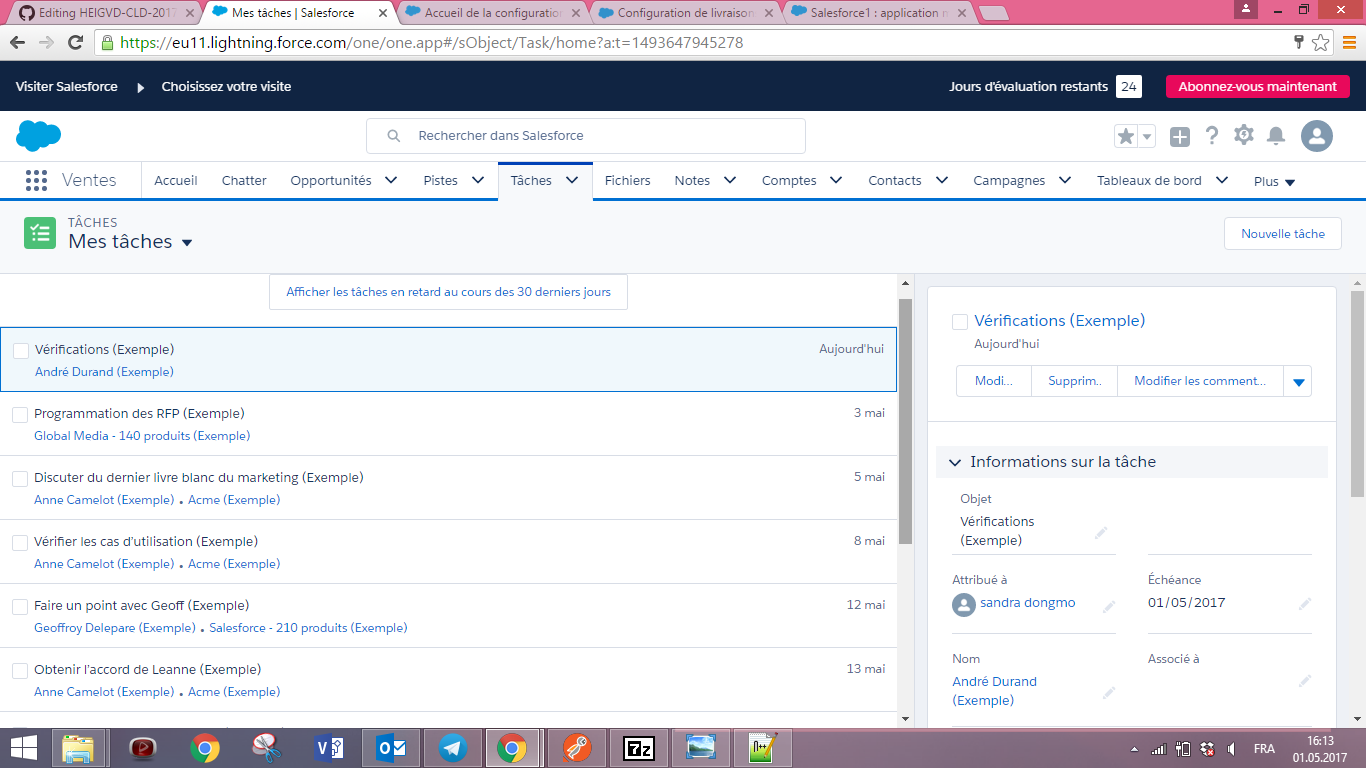 Editing HEIGVD-CLD-2017
Mes tâches | Salesforce
Accueil de la configuration
Configuration de livraison
Salesforce1 : application m
https://eu11.lightning.force.com/one/one.app#/sObject/Task/home?a:t=1493647945278
Visiter Salesforce
Choisissez votre visite
Jours d'évaluation restants 24
Abonnez-vous maintenant
Rechercher dans Salesforce
Ventes
Accueil
Chatter
Opportunités
Pistes
Tâches
Fichiers
Notes
Comptes
Contacts
Campagnes
Tableaux de bord
Plus
TÂCHES
Mes tâches
Nouvelle tâche
Afficher les tâches en retard au cours des 30 derniers jours
Vérifications (Exemple)
Aujourd'hui
André Durand (Exemple)
Programmation des RFP (Exemple)
3 mai
Global Media - 140 produits (Exemple)
Discuter du dernier livre blanc du marketing (Exemple)
5 mai
Anne Camelot (Exemple) • Acme (Exemple)
Vérifier les cas d'utilisation (Exemple)
8 mai
Anne Camelot (Exemple) • Acme (Exemple)
Faire un point avec Geoff (Exemple)
12 mai
Geoffroy Delepare (Exemple) • Salesforce - 210 produits (Exemple)
Obtenir l'accord de Leanne (Exemple)
13 mai
Anne Camelot (Exemple) • Acme (Exemple)
Vérifications (Exemple)
Aujourd'hui
Modi...
Supprim..
Modifier les comment...
Informations sur la tâche
Objet
Vérifications
(Exemple)
Attribué à
sandra dongmo
Échéance
01/05/2017
Nom
André Durand
(Exemple)
Associé à
7z
FRA
16:13
01.05.2017